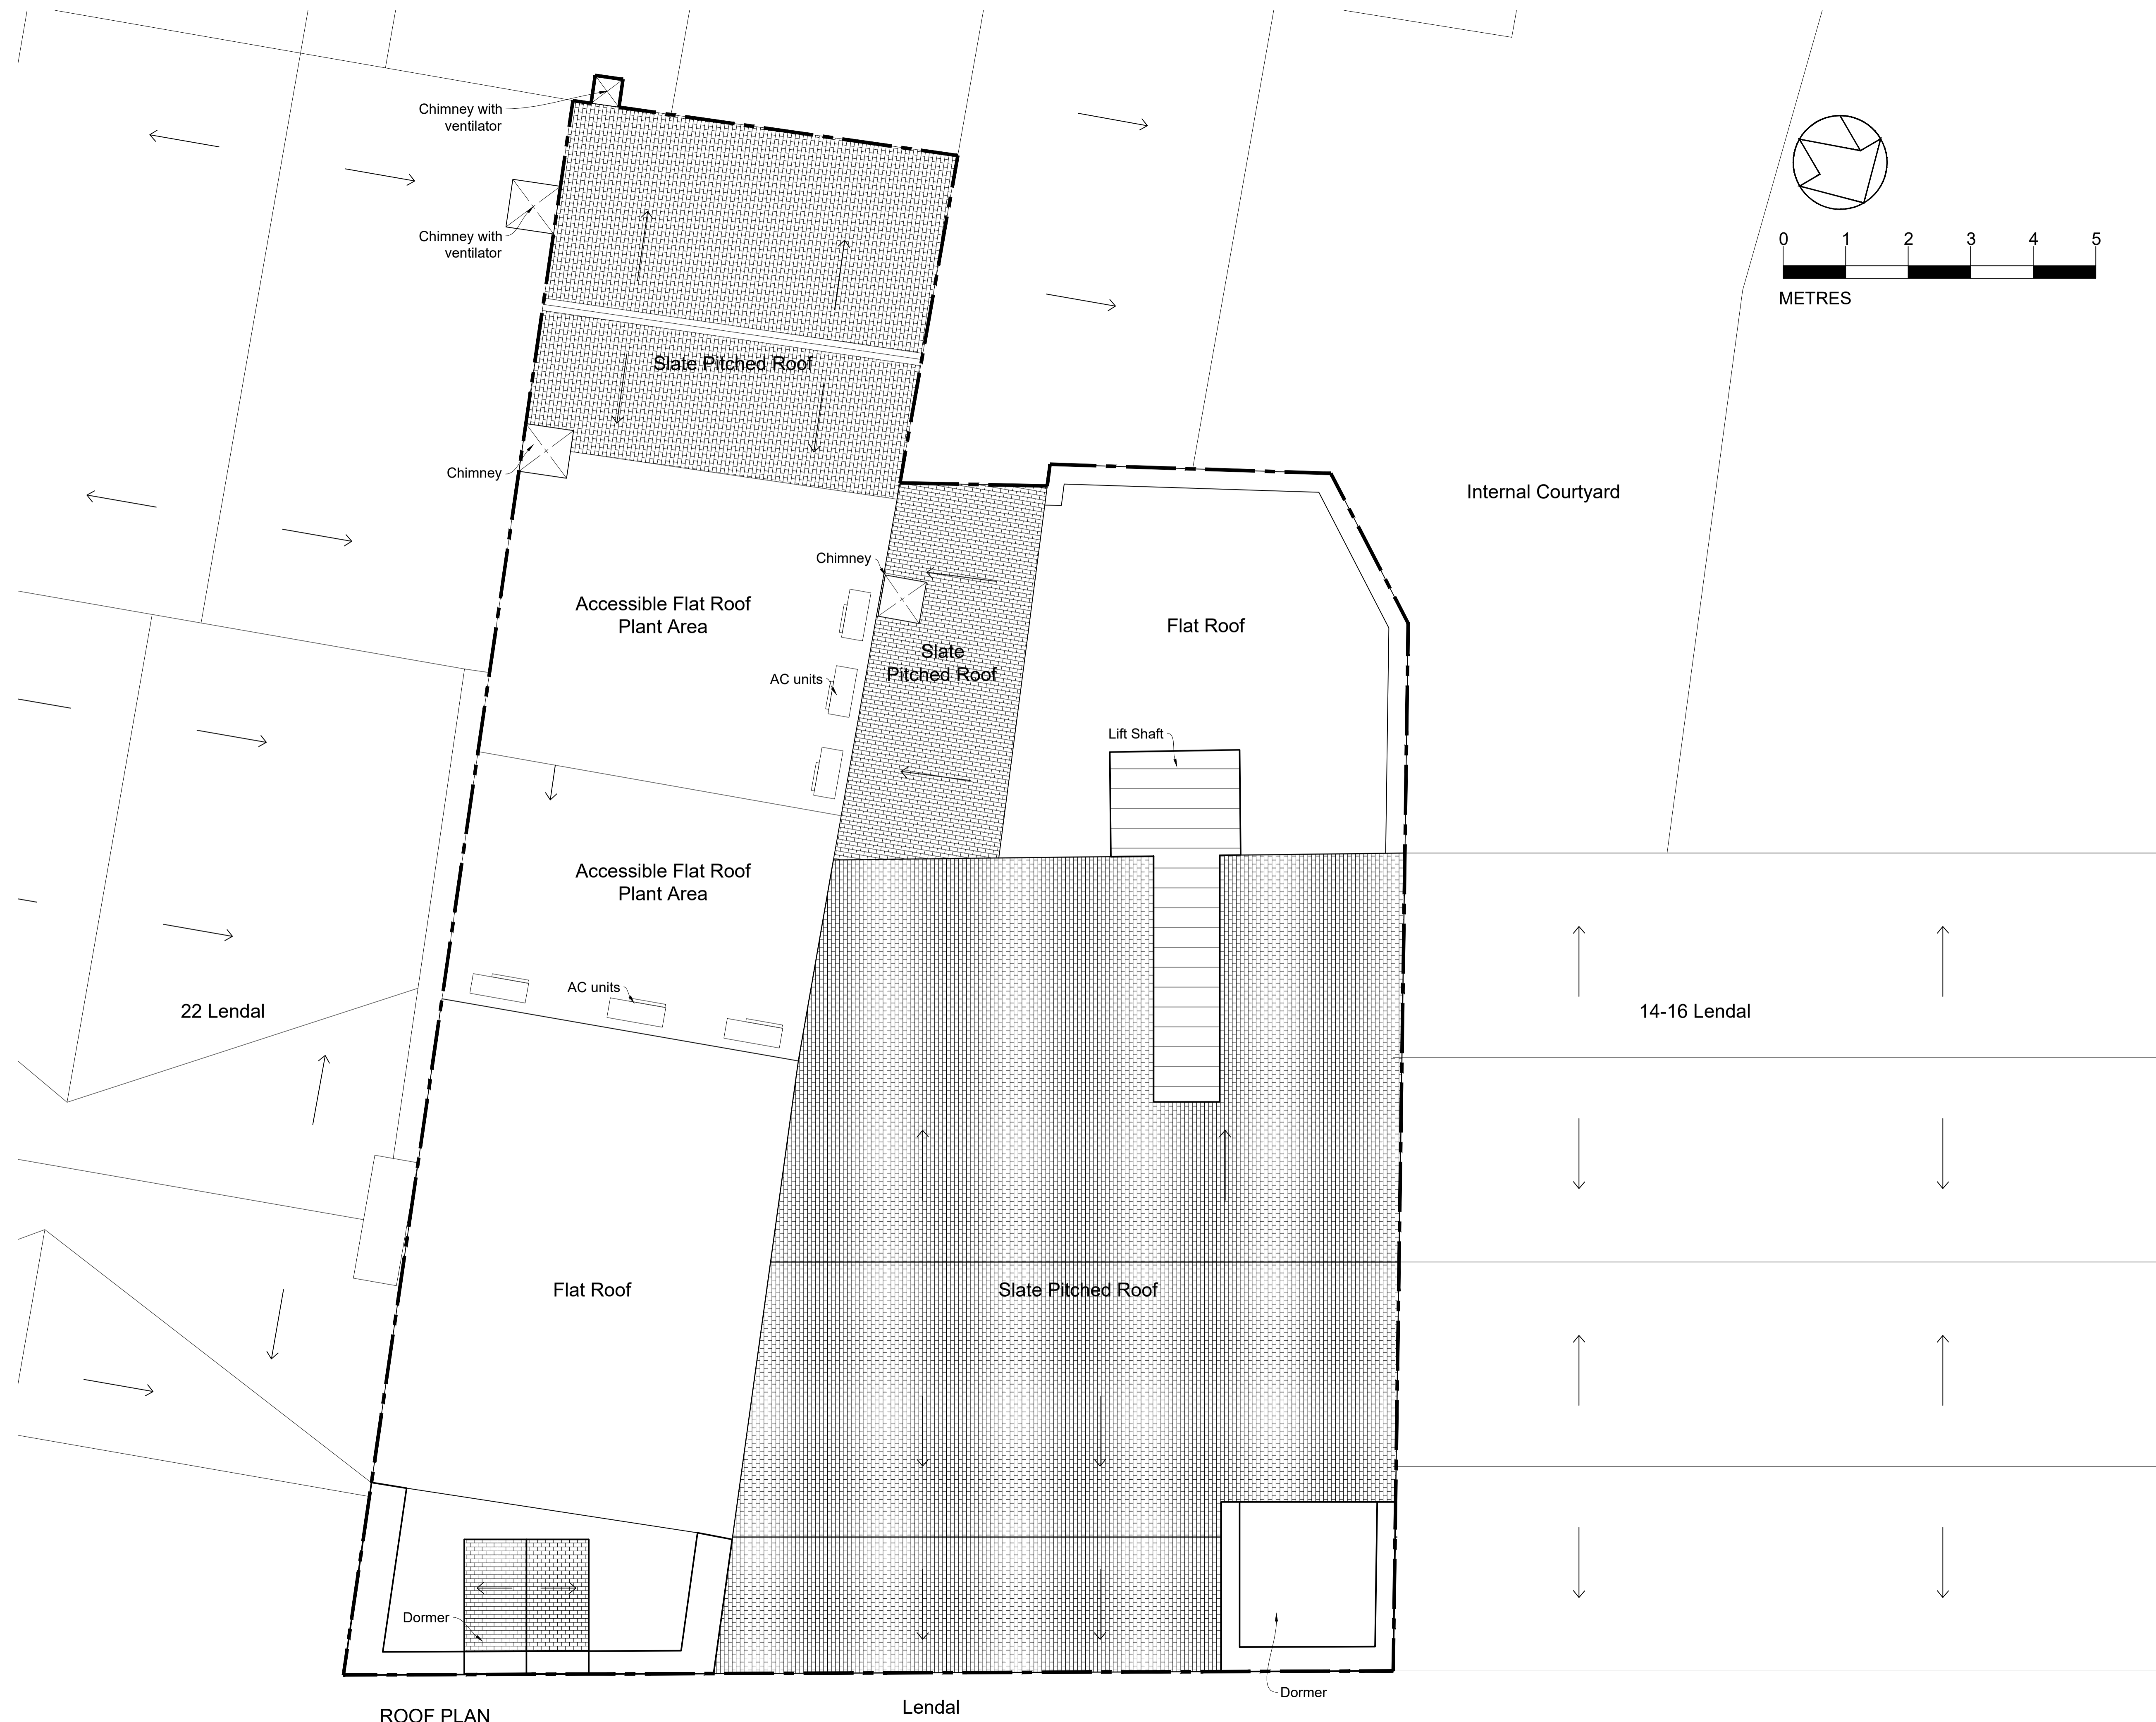 Chimney with
ventilator
Chimney with
ventilator
0 1 2 3 4 5
METRES
Slate Pitched Roof
Chimney
Internal Courtyard
Chimney
Accessible Flat Roof
Plant Area
Flat Roof
Slate
Pitched Roof
AC units
Lift Shaft
Accessible Flat Roof
Plant Area
AC units
22 Lendal
14-16 Lendal
Flat Roof
Slate Pitched Roof
Dormer
Dormer
Lendal
ROOF PLAN